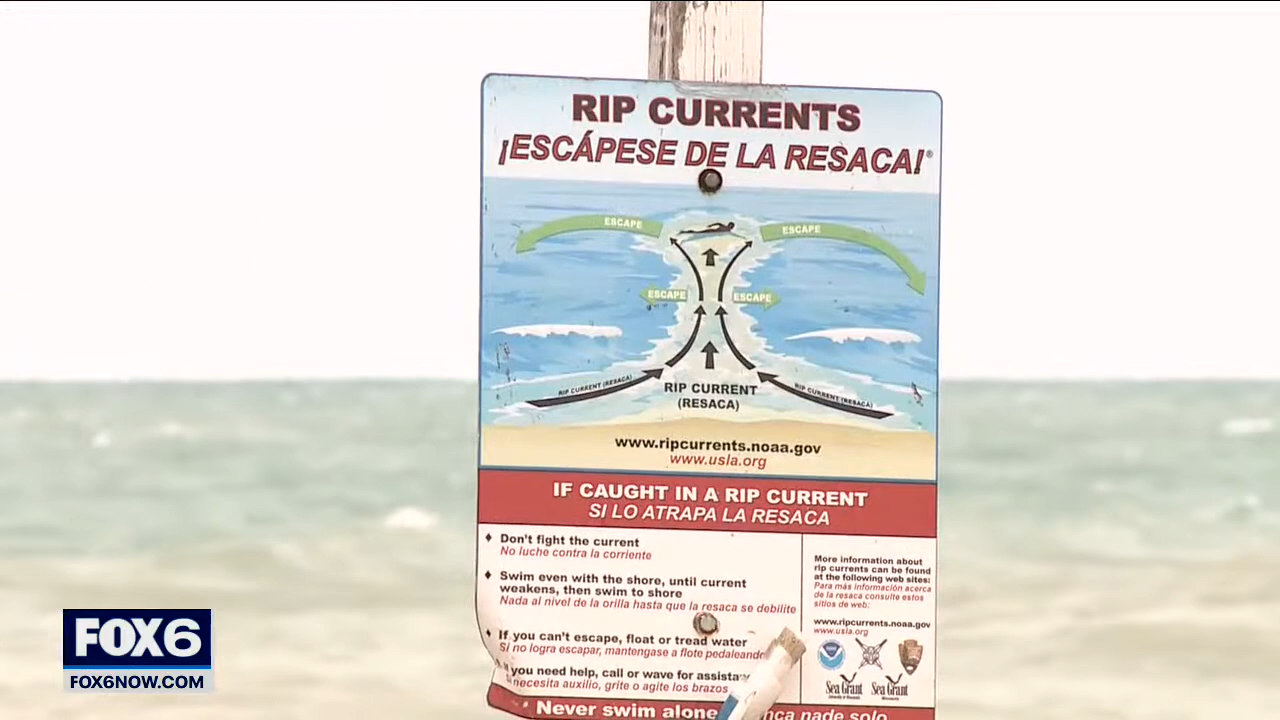 RIP CURRENTS
¡ESCÁPESE DE LA RESACA!®
ESCAPE
ESCAPE
ESCAPE
ESCAPE
RIP CURRENT (RESACA)
RIP CURRENT (RESACA)
RIP CURRENT
(RESACA)
www.ripcurrents.noaa.gov
www.usla.org
IF CAUGHT IN A RIP CURRENT
SI LO ATRAPA LA RESACA
♦ Don't fight the current
No luche contra la corriente
♦ Swim even with the shore, until current
weakens, then swim to shore
Nada al nivel de la orilla hasta que la resaca se debilite
♦ If you can't escape, float or tread water
Si no logra escapar, mantengase a flote pedaleando
you need help, call or wave for
necesita auxilio, grite o agite los brazos
More information about
rip currents can be found
at the following web sites:
Para más información acerca
de la resaca consulte estos
sitios de web:
www.ripcurrents.noaa.gov
www.usla.org
Sea Grant
Sea Grant
Never swim alone
nade solo
FOX6
FOX6NOW.COM